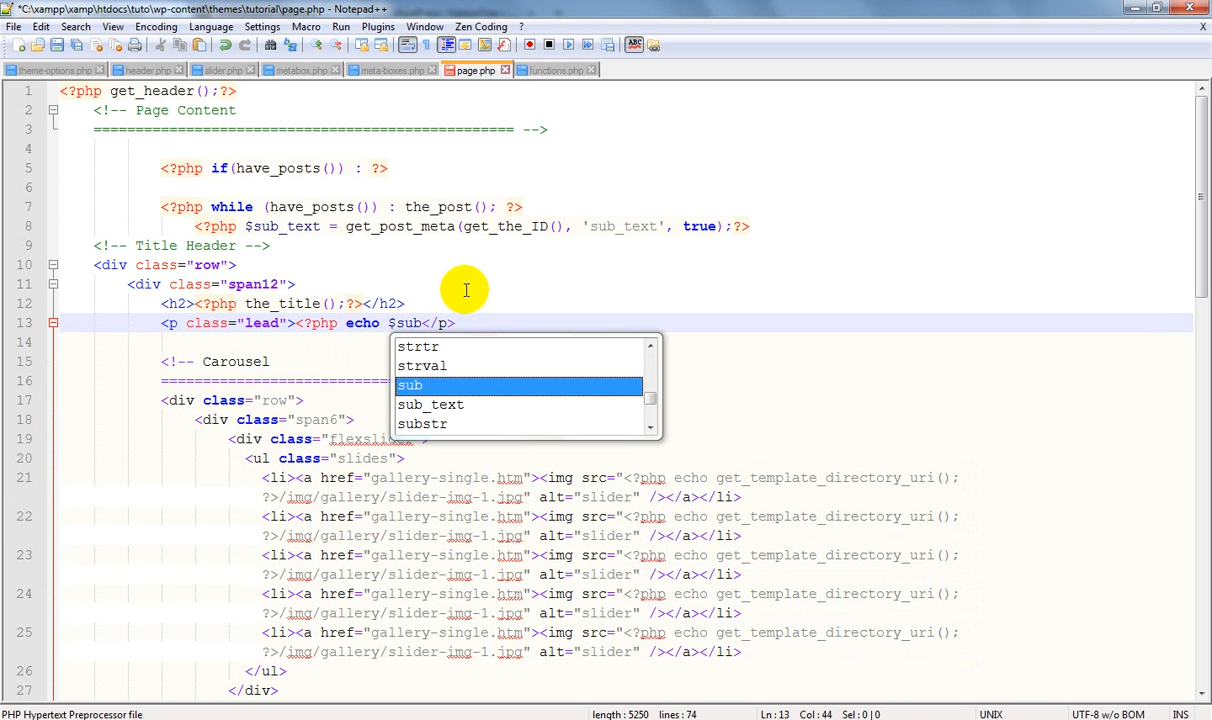 *C:\xampp\xamp\htdocs\tuto\wp-content\themes\tutorial\page.php - Notepad++
File Edit Search View Encoding Language Settings Macro Run Plugins Window Zen Coding ? X
theme-options.php header.php slider.php metabox.php meta-boxes.php page.php functions.php
1 <?php get_header();?>
2 <!-- Page Content
3 ================================================== -->
4
5 <?php if(have_posts()) : ?>
6
7 <?php while (have_posts()) : the_post(); ?>
8 <?php $sub_text = get_post_meta(get_the_ID(), 'sub_text', true);?>
9 <!-- Title Header -->
10 <div class="row">
11 <div class="span12">
12 <h2><?php the_title();?></h2>
13 <p class="lead"><?php echo $sub</p>
14 strtr
strval
15 <!-- Carousel
16 sub
17 <div class="row"> sub_text
18 <div class="span6"> substr
19 <div class="flexslider">
20 <ul class="slides">
21 <li><a href="gallery-single.htm"><img src="<?php echo get_template_directory_uri();
?>/img/gallery/slider-img-1.jpg" alt="slider" /></a></li>
22 <li><a href="gallery-single.htm"><img src="<?php echo get_template_directory_uri();
?>/img/gallery/slider-img-1.jpg" alt="slider" /></a></li>
23 <li><a href="gallery-single.htm"><img src="<?php echo get_template_directory_uri();
?>/img/gallery/slider-img-1.jpg" alt="slider" /></a></li>
24 <li><a href="gallery-single.htm"><img src="<?php echo get_template_directory_uri();
?>/img/gallery/slider-img-1.jpg" alt="slider" /></a></li>
25 <li><a href="gallery-single.htm"><img src="<?php echo get_template_directory_uri();
?>/img/gallery/slider-img-1.jpg" alt="slider" /></a></li>
26 </ul>
27 </div>
PHP Hypertext Preprocessor file length : 5250 lines : 74 Ln : 13 Col : 44 Sel : 0 | 0 UNIX UTF-8 w/o BOM INS